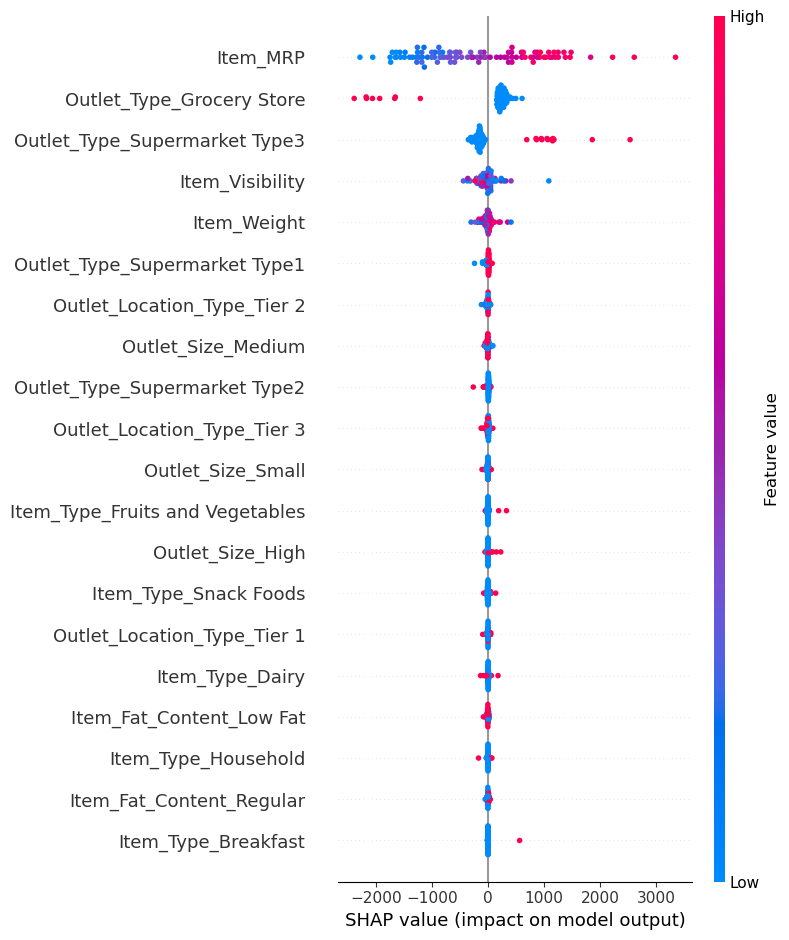 High
Item_MRP
Outlet_Type_Grocery Store
Outlet_Type_Supermarket Type3
Item_Visibility
Item_Weight
Outlet_Type_Supermarket Type1
Outlet_Location_Type_Tier 2
Outlet_Size_Medium
Outlet_Type_Supermarket Type2
Outlet_Location_Type_Tier 3
Outlet_Size_Small
Item_Type_Fruits and Vegetables
Outlet_Size_High
Item_Type_Snack Foods
Outlet_Location_Type_Tier 1
Item_Type_Dairy
Item_Fat_Content_Low Fat
Item_Type_Household
Item_Fat_Content_Regular
Item_Type_Breakfast
Feature value
Low
−2000 −1000 0 1000 2000 3000
SHAP value (impact on model output)